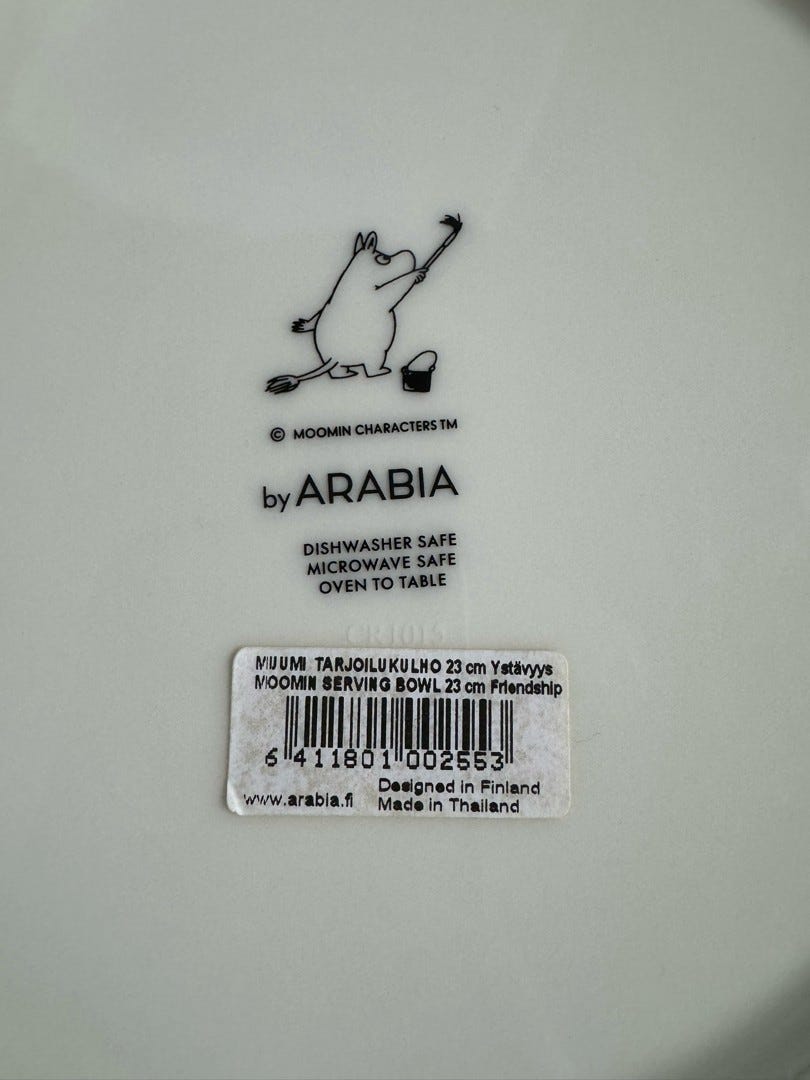 © MOOMIN CHARACTERS TM
by ARABIA
DISHWASHER SAFE
MICROWAVE SAFE
OVEN TO TABLE
MUUMI TARJOILUKULHO 23 cm Ystävyys
MOOMIN SERVING BOWL 23 cm Friendship
6 411801 002553
www.arabia.fi
Designed in Finland
Made in Thailand